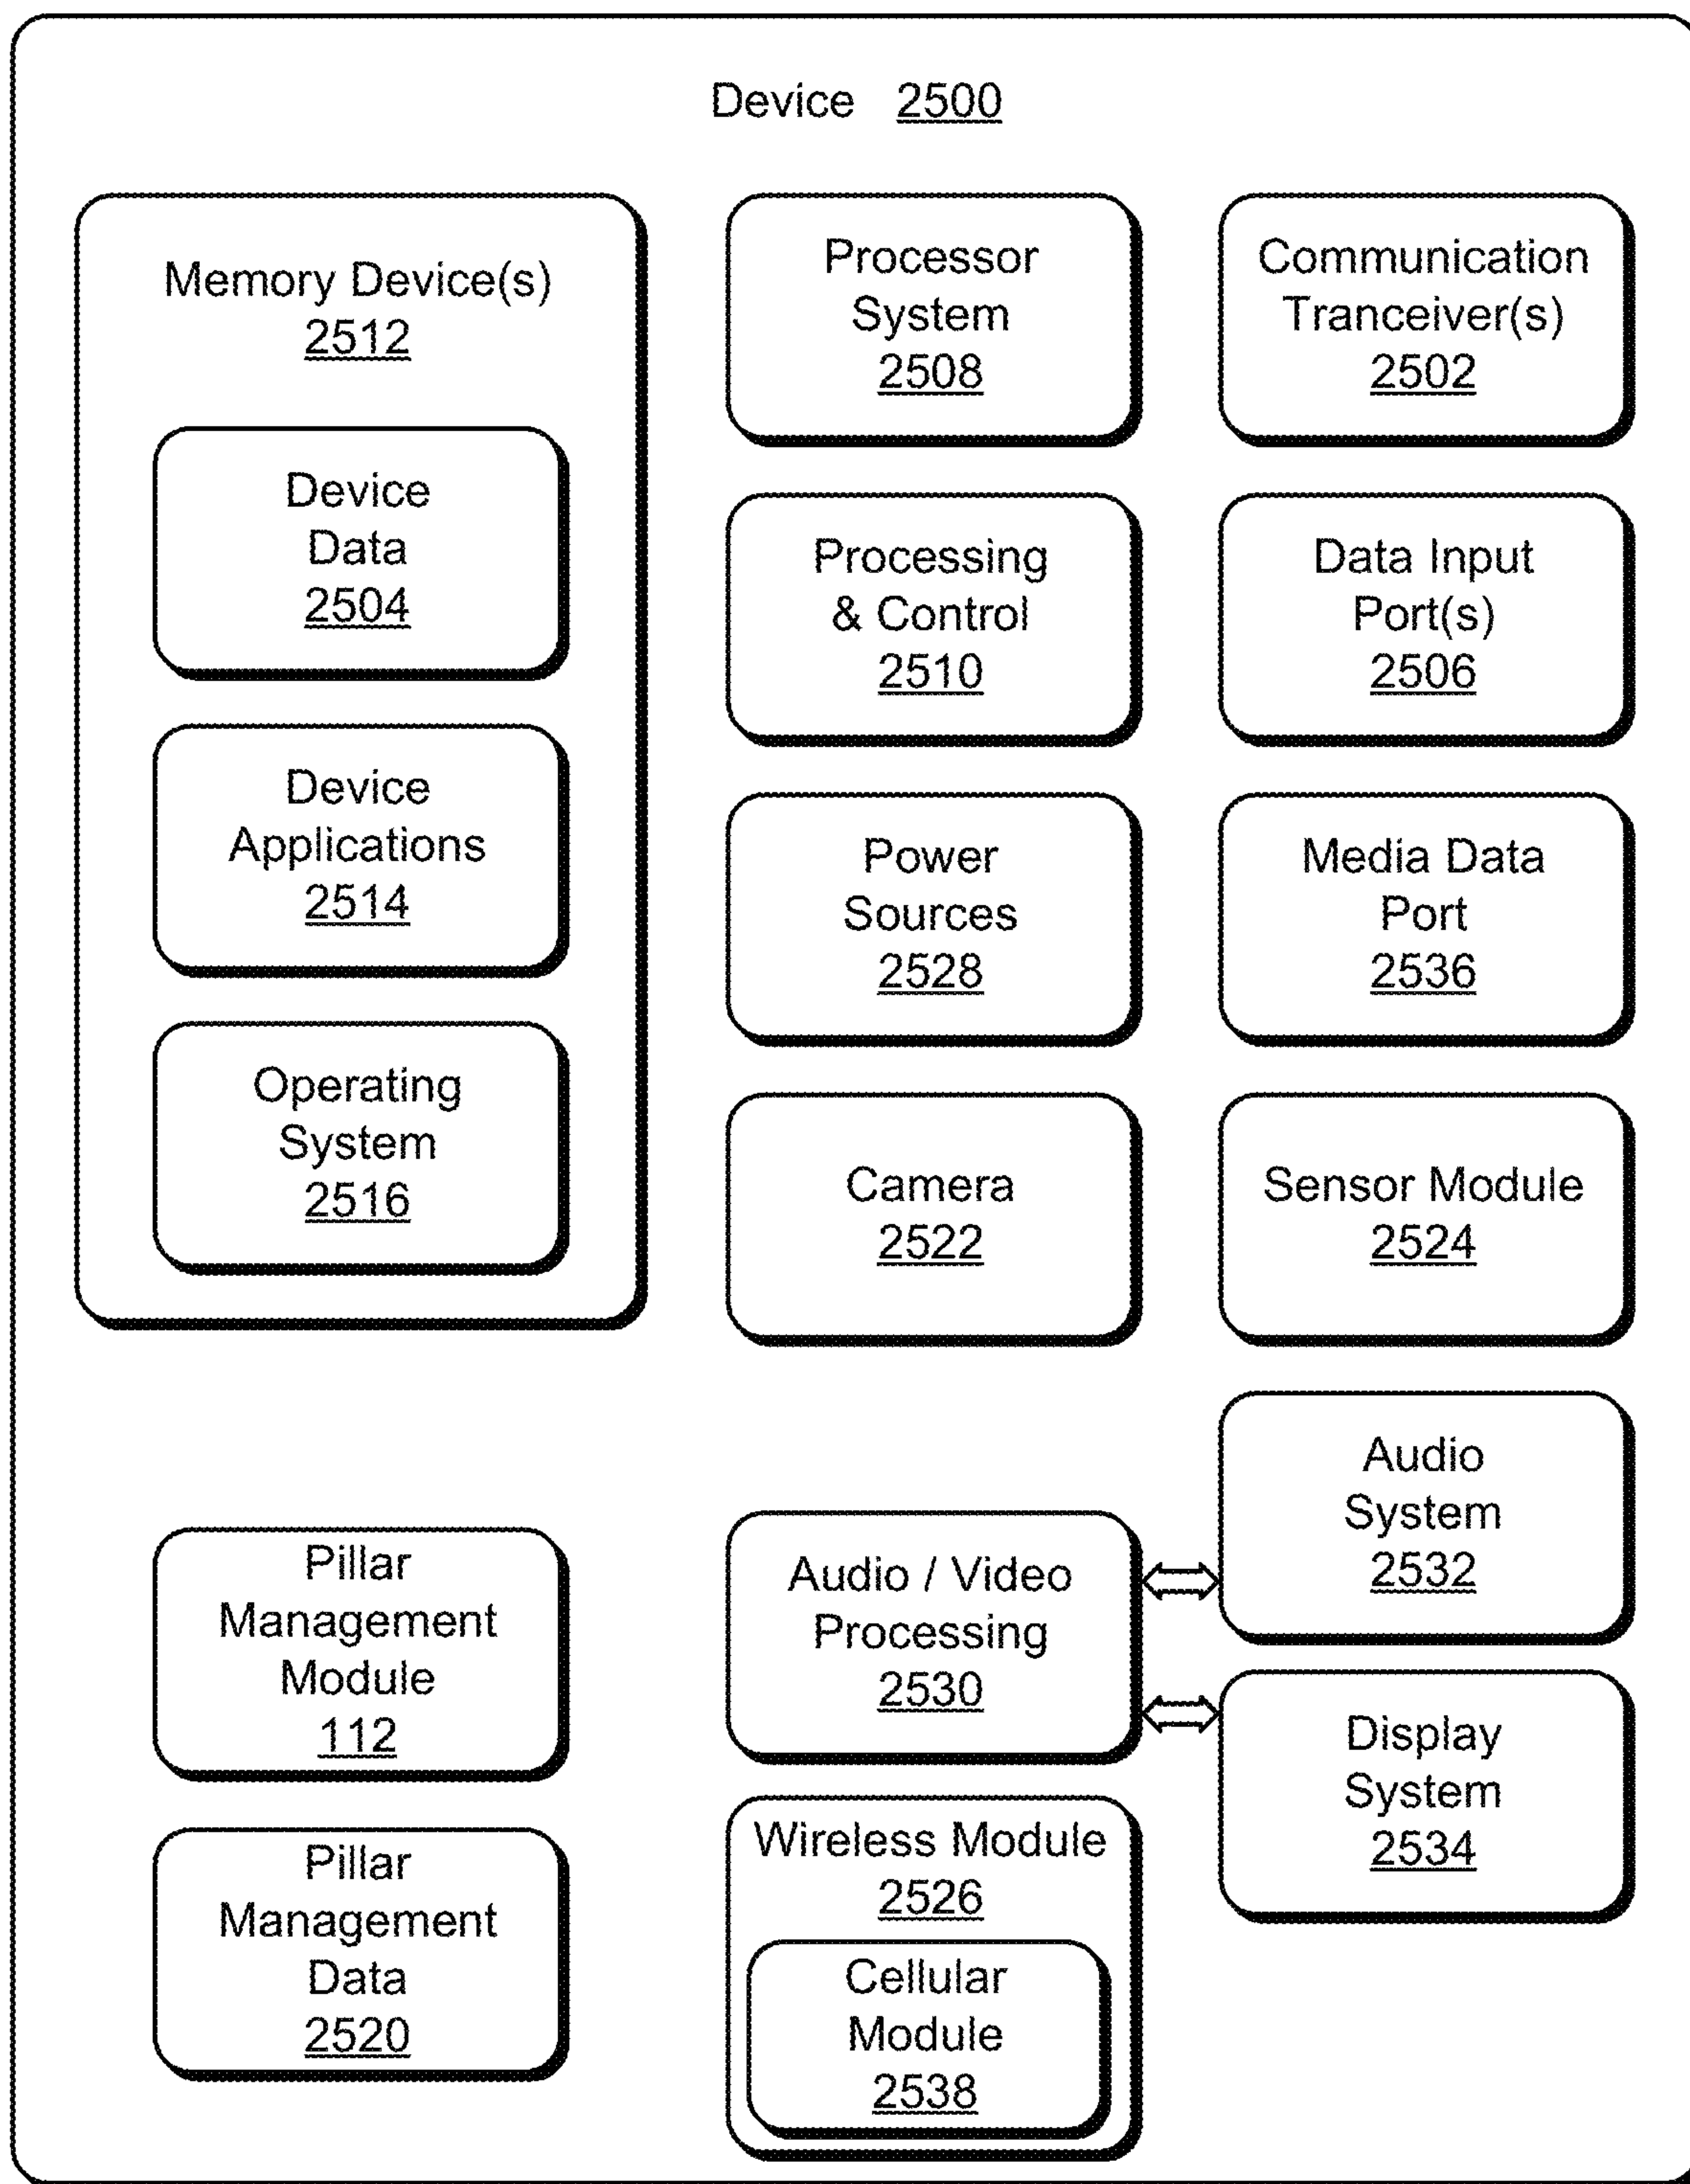 Device 2500
Memory Device(s)
2512
Device
Data
2504
Device
Applications
2514
Operating
System
2516
Pillar
Management
Module
112
Pillar
Management
Data
2520
Processor
System
2508
Processing
& Control
2510
Power
Sources
2528
Camera
2522
Audio / Video
Processing
2530
Wireless Module
2526
Cellular
Module
2538
Communication
Tranceiver(s)
2502
Data Input
Port(s)
2506
Media Data
Port
2536
Sensor Module
2524
Audio
System
2532
Display
System
2534